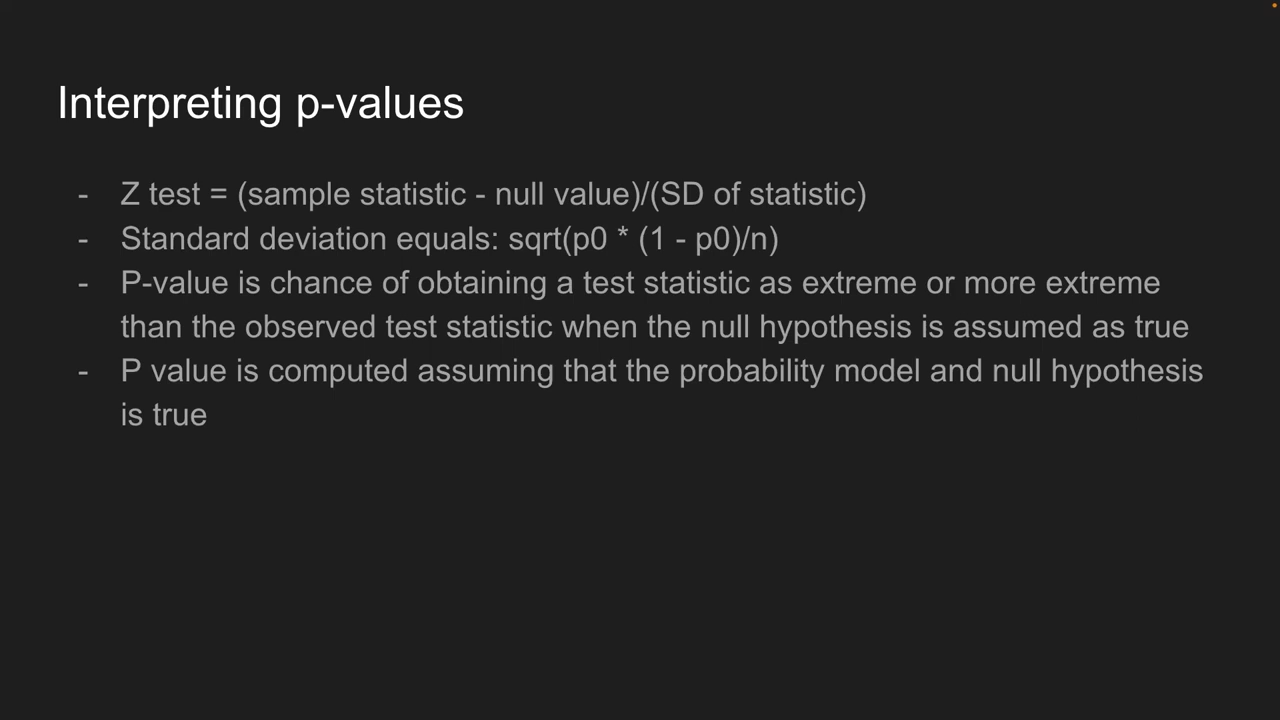 Interpreting p-values
- Z test = (sample statistic - null value)/(SD of statistic)
- Standard deviation equals: sqrt(p0 * (1 - p0)/n)
- P-value is chance of obtaining a test statistic as extreme or more extreme
than the observed test statistic when the null hypothesis is assumed as true
- P value is computed assuming that the probability model and null hypothesis
is true